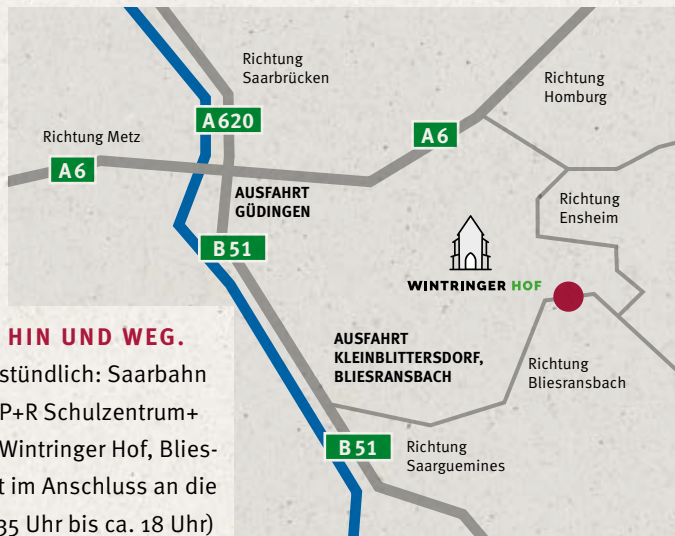 Richtung
Saarbrücken
Richtung
Homburg
A620
Richtung Metz
A6
A6
AUSFAHRT
GÜDINGEN
Richtung
Ensheim
B51
WINTRINGER HOF
HIN UND WEG.
stündlich: Saarbahn
P+R Schulzentrum+
Wintringer Hof, Blies-
t im Anschluss an die
35 Uhr bis ca. 18 Uhr)
AUSFAHRT
KLEINBLITTERSDORF,
BLIESRANSBACH
Richtung
Bliesransbach
B51
Richtung
Saarguemines